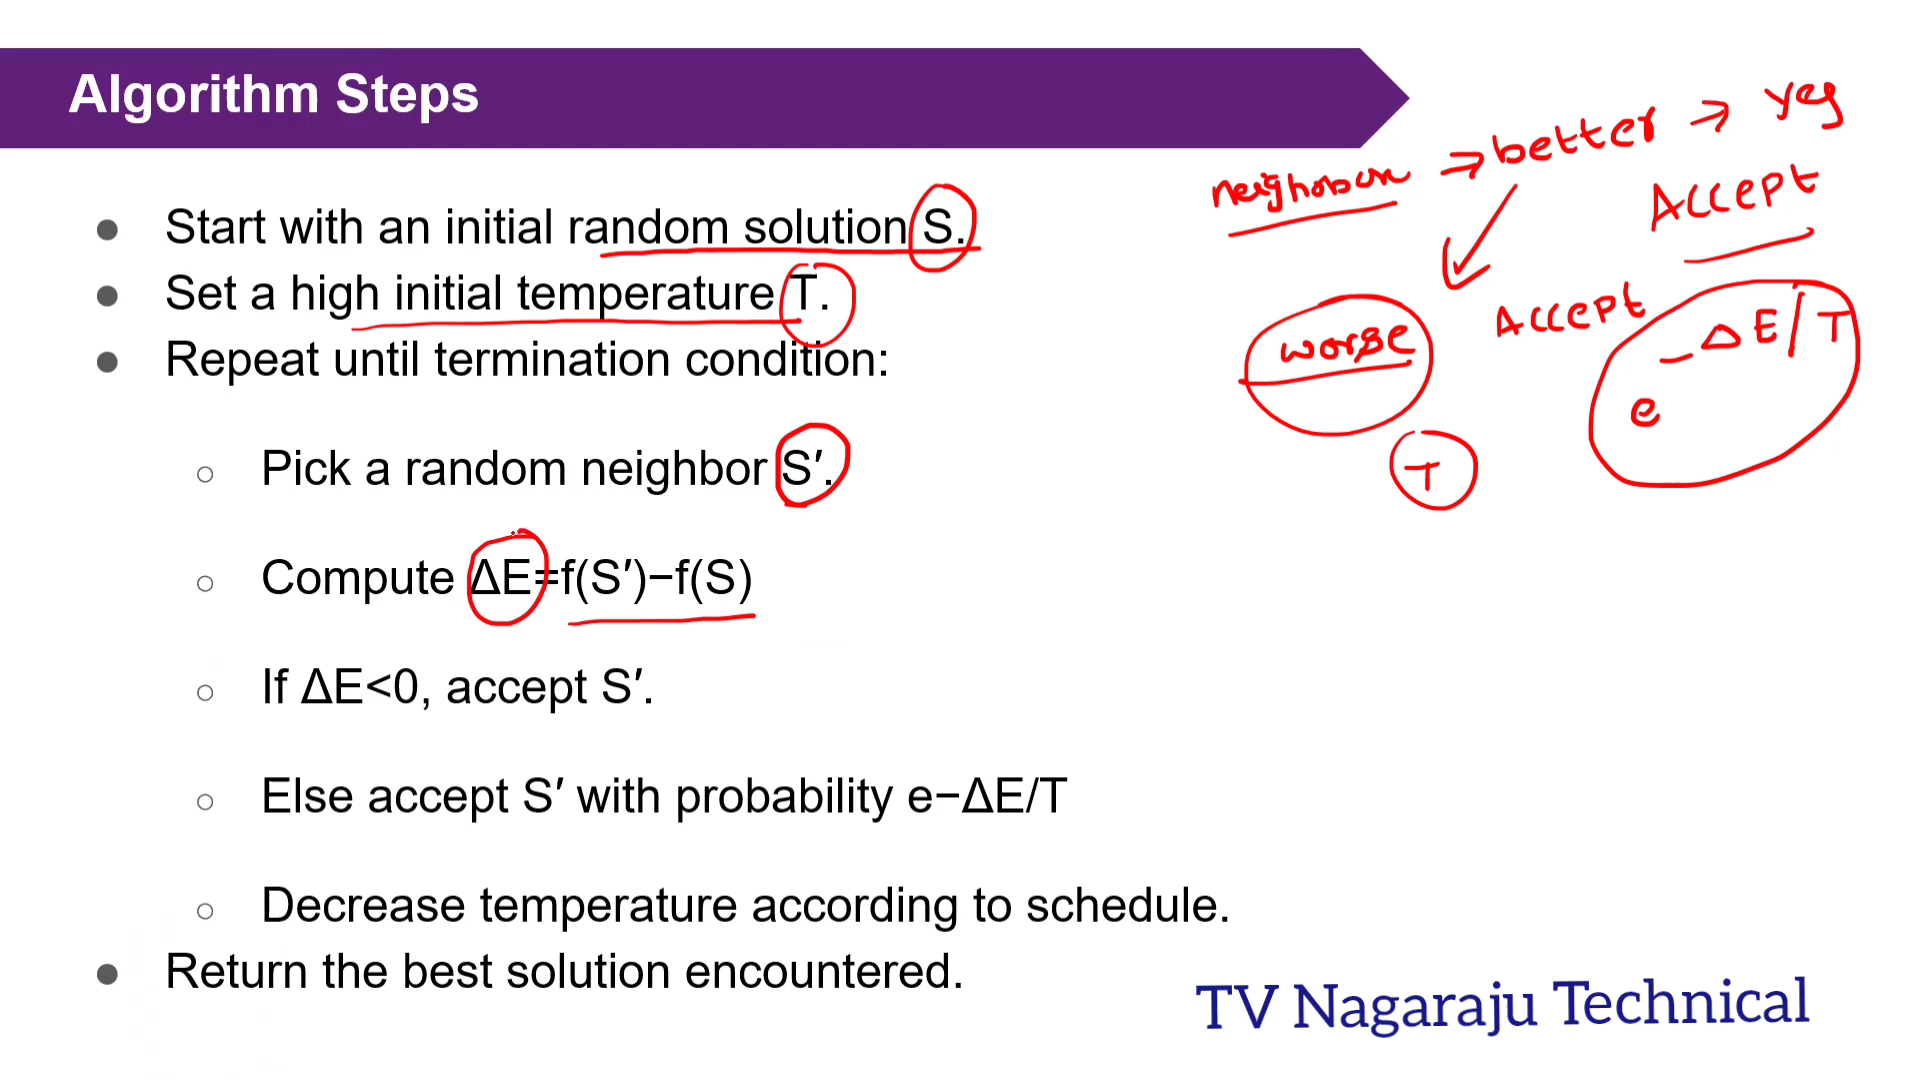 Algorithm Steps
● Start with an initial random solution S.
● Set a high initial temperature T.
● Repeat until termination condition:
○ Pick a random neighbor S′.
○ Compute ΔE=f(S′)−f(S)
○ If ΔE<0, accept S′.
○ Else accept S′ with probability e−ΔE/T
○ Decrease temperature according to schedule.
● Return the best solution encountered.
→ better → yes
Accept
worse Accept e −ΔE/T
T
TV Nagaraju Technical